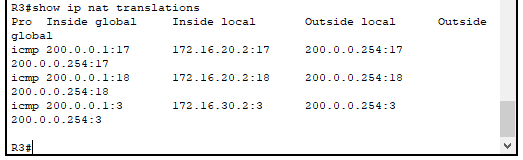 R3#show ip nat translations
Pro  Inside global     Inside local       Outside local      Outside
global
icmp 200.0.0.1:17      172.16.20.2:17     200.0.0.254:17
200.0.0.254:17
icmp 200.0.0.1:18      172.16.20.2:18     200.0.0.254:18
200.0.0.254:18
icmp 200.0.0.1:3       172.16.30.2:3      200.0.0.254:3
200.0.0.254:3
R3#